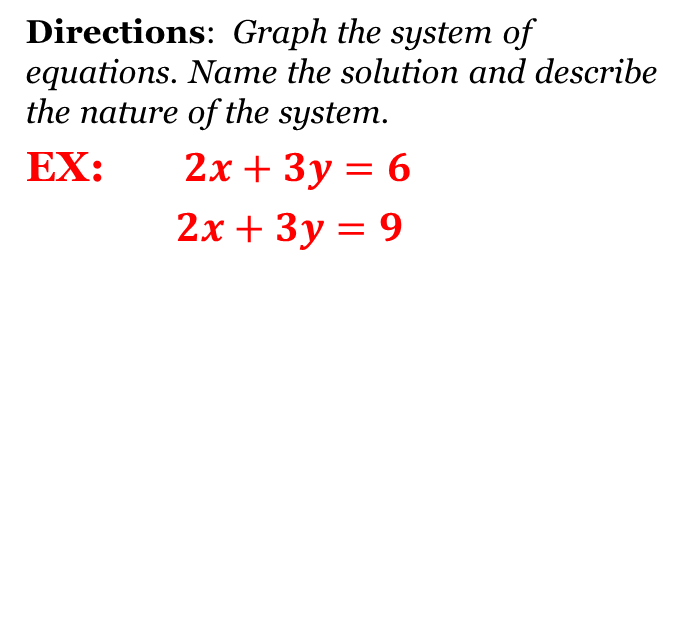 Directions: Graph the system of
equations. Name the solution and describe
the nature of the system.
EX: 2x + 3y = 6
2x + 3y = 9